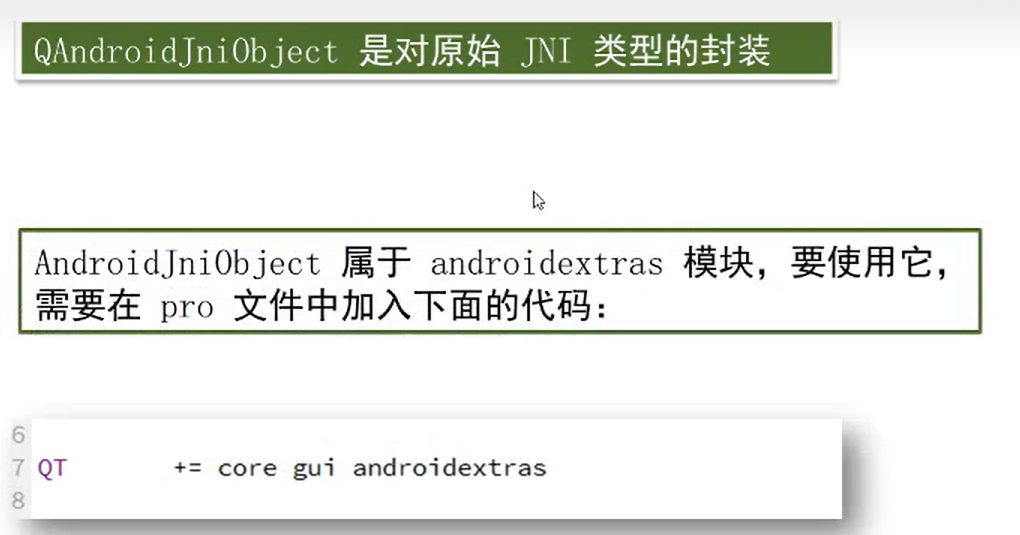 QAndroidJniObject 是对原始 JNI 类型的封装
AndroidJniObject 属于 androidextras 模块，要使用它，
需要在 pro 文件中加入下面的代码：
6
7 QT += core gui androidextras
8